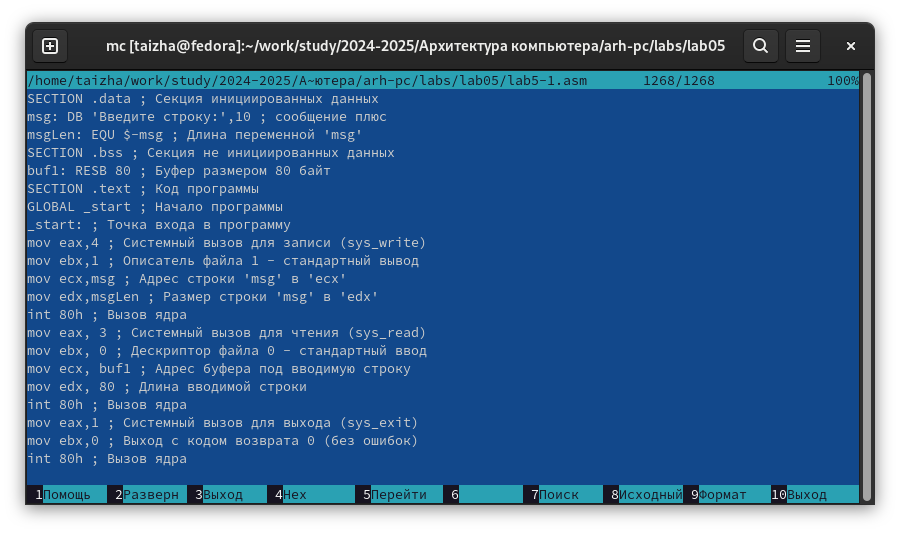 mc [taizha@fedora]:~/work/study/2024-2025/Архитектура компьютера/arh-pc/labs/lab05
/home/taizha/work/study/2024-2025/А~ютера/arh-pc/labs/lab05/lab5-1.asm 1268/1268 100%
SECTION .data ; Секция инициированных данных
msg: DB 'Введите строку:',10 ; сообщение плюс
msgLen: EQU $-msg ; Длина переменной 'msg'
SECTION .bss ; Секция не инициированных данных
buf1: RESB 80 ; Буфер размером 80 байт
SECTION .text ; Код программы
GLOBAL _start ; Начало программы
_start: ; Точка входа в программу
mov eax,4 ; Системный вызов для записи (sys_write)
mov ebx,1 ; Описатель файла 1 - стандартный вывод
mov ecx,msg ; Адрес строки 'msg' в 'ecx'
mov edx,msgLen ; Размер строки 'msg' в 'edx'
int 80h ; Вызов ядра
mov eax, 3 ; Системный вызов для чтения (sys_read)
mov ebx, 0 ; Дескриптор файла 0 - стандартный ввод
mov ecx, buf1 ; Адрес буфера под вводимую строку
mov edx, 80 ; Длина вводимой строки
int 80h ; Вызов ядра
mov eax,1 ; Системный вызов для выхода (sys_exit)
mov ebx,0 ; Выход с кодом возврата 0 (без ошибок)
int 80h ; Вызов ядра
1Помощь 2Разверн 3Выход 4Hex 5Перейти 6 7Поиск 8Исходный 9Формат 10Выход